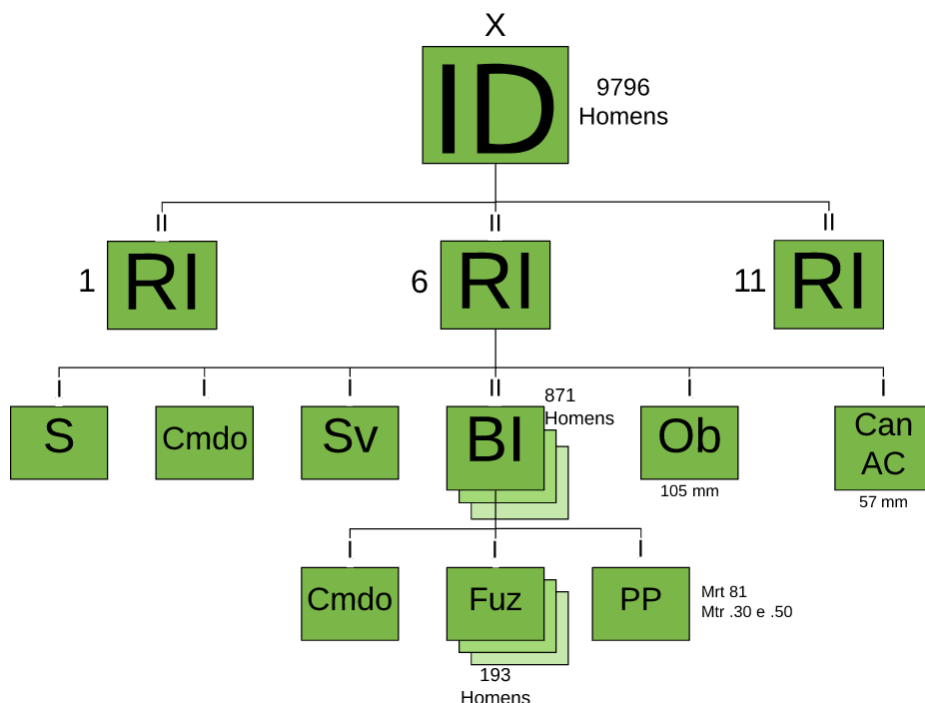 X
ID
9796
Homens
II
II
II
1
RI
6
RI
11
RI
I
I
I
II
I
I
S
Cmdo
Sv
BI
871
Homens
Ob
105 mm
Can
AC
57 mm
I
I
I
Cmdo
Fuz
PP
Mrt 81
Mtr .30 e .50
193
Homens